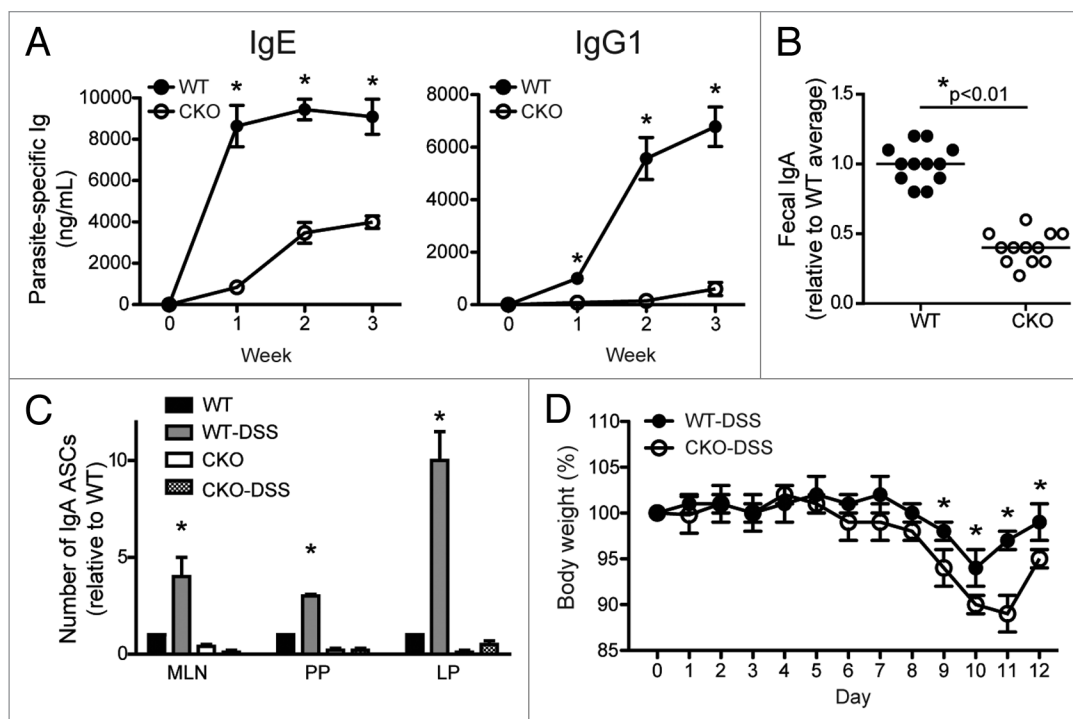 A
IgE
IgG1
WT
CKO
Parasite-specific Ig
(ng/mL)
10000
8000
6000
4000
2000
0
* * *
0 1 2 3
Week
WT
CKO
8000
6000
4000
2000
0
* * *
0 1 2 3
Week
B
*
p<0.01
Fecal IgA
(relative to WT average)
1.5
1.0
0.5
0.0
WT CKO
C
WT
WT-DSS
CKO
CKO-DSS
Number of IgA ASCs
(relative to WT)
10
5
0
* * *
MLN PP LP
D
WT-DSS
CKO-DSS
Body weight (%)
110
105
100
95
90
85
* * * *
0 1 2 3 4 5 6 7 8 9 10 11 12
Day